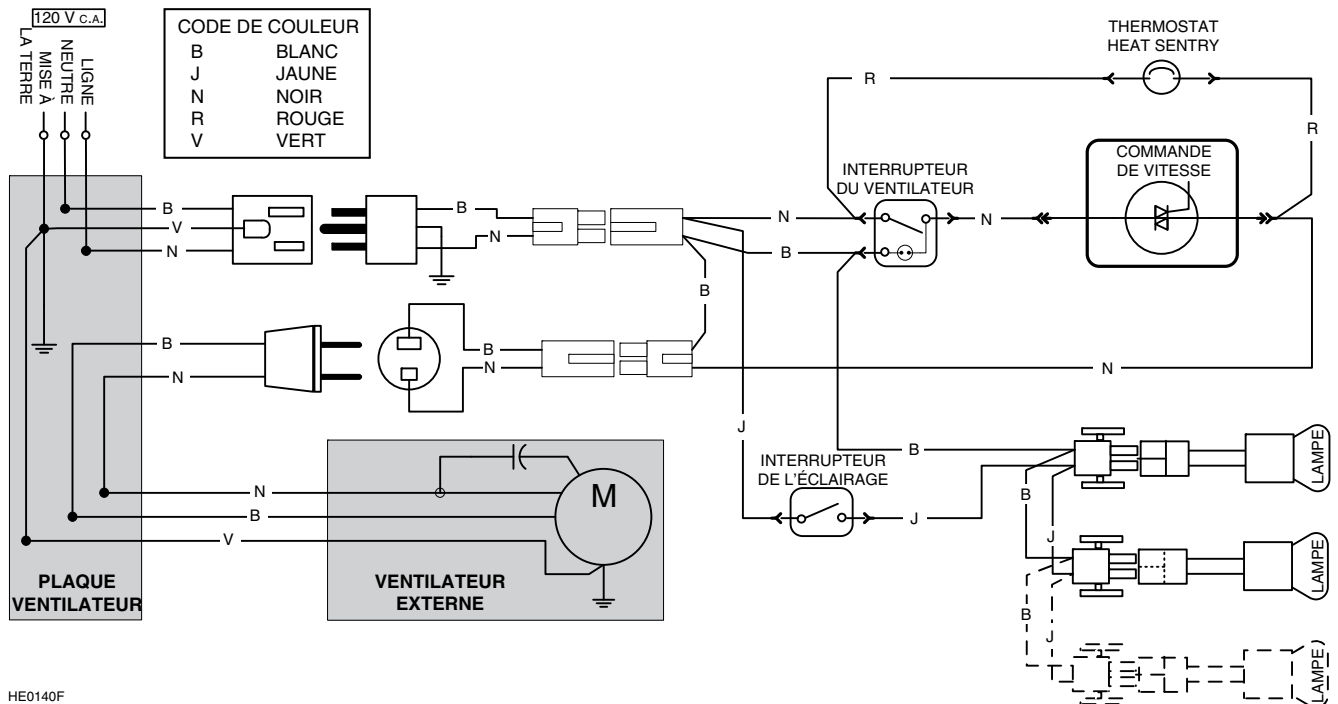 120 V C.A.
LA TERRE
MISE À
NEUTRE
LIGNE
CODE DE COULEUR
B BLANC
J JAUNE
N NOIR
R ROUGE
V VERT
THERMOSTAT
HEAT SENTRY
R
R
COMMANDE
DE VITESSE
INTERRUPTEUR
DU VENTILATEUR
B
V
N
B
N
N
B
N
B
B
N
B
N
N
J
B
LAMPE
INTERRUPTEUR
DE L'ÉCLAIRAGE
J
B
J
LAMPE
B
J
LAMPE
N
B
V
M
PLAQUE
VENTILATEUR
VENTILATEUR
EXTERNE
HE0140F